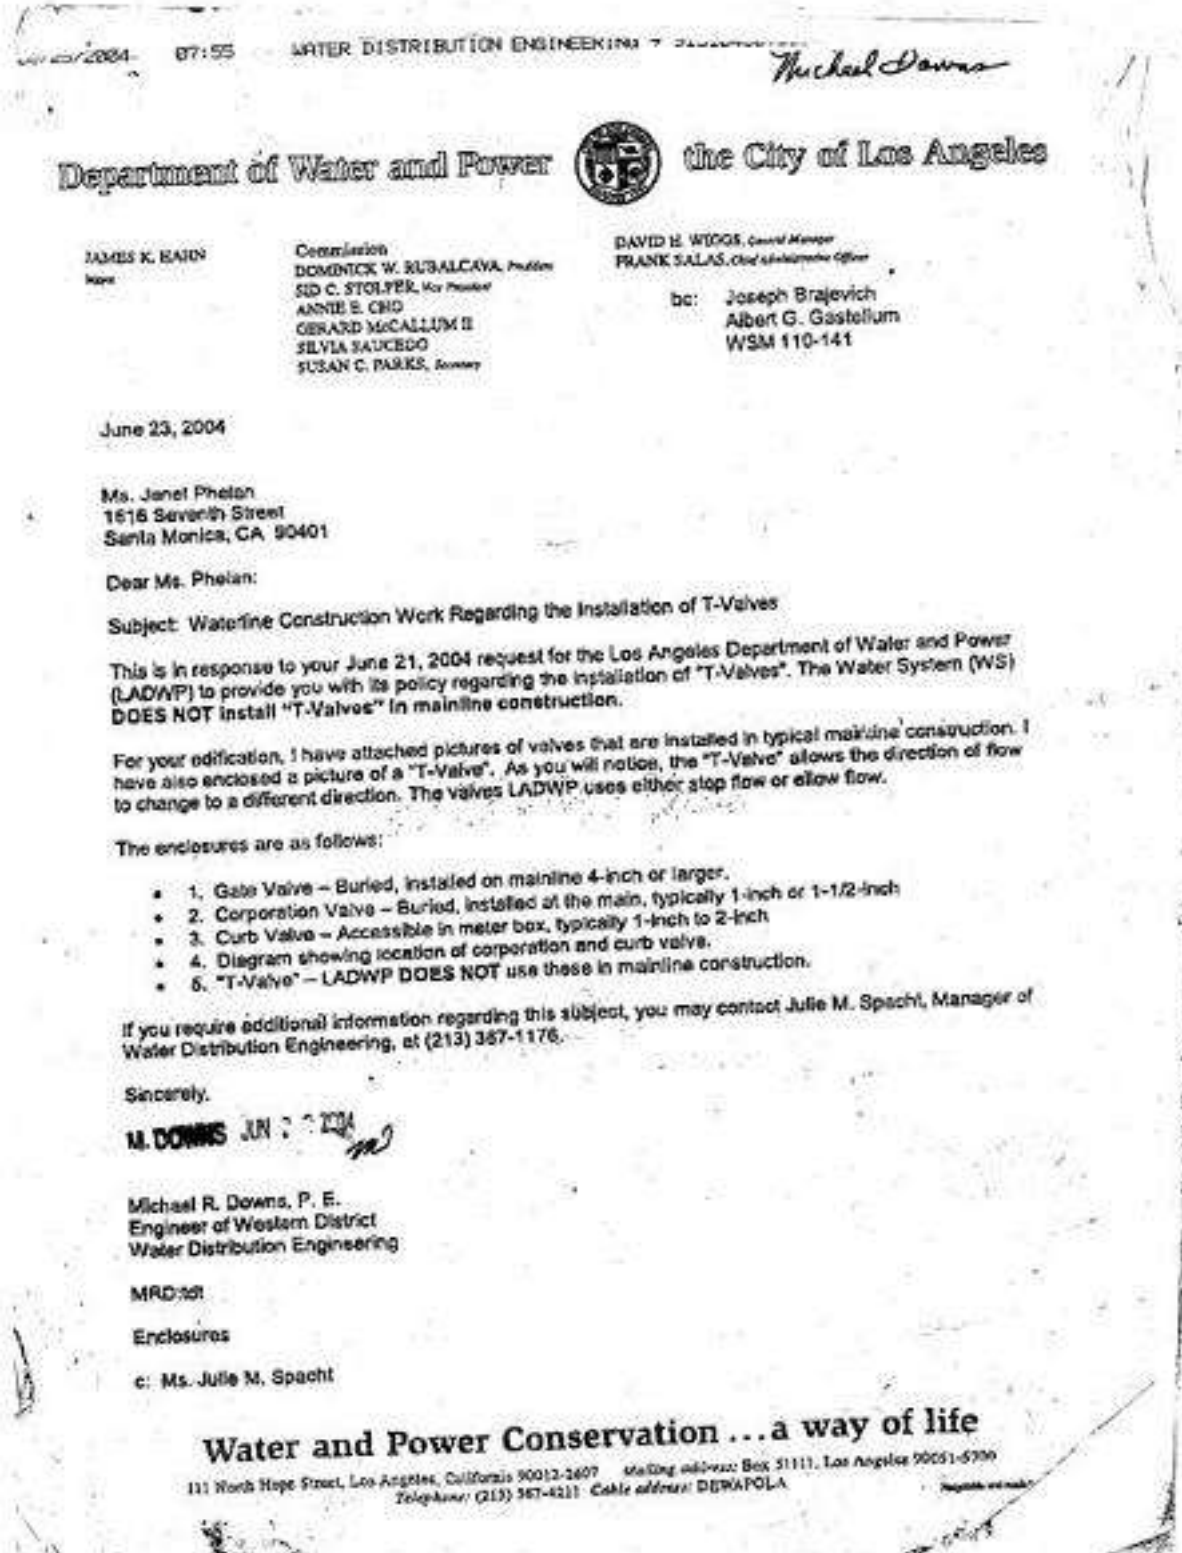 /2004 07:55 WATER DISTRIBUTION ENGINEERING →
Michael Downs
Department of Water and Power the City of Los Angeles
JAMES K. HAHN
Mayor
Commission
DOMINICK W. RUBALCAVA, President
SID C. STOLPER, Vice President
ANNIE E. CHO
GERARD McCALLUM II
SILVIA SAUCEDO
SUSAN C. PARKS, Secretary
DAVID H. WIGGS, General Manager
FRANK SALAS, Chief Administrative Officer
bc: Joseph Brajevich
Albert G. Gastelum
WSM 110-141
June 23, 2004
Ms. Janet Phelan
1616 Seventh Street
Santa Monica, CA 90401
Dear Ms. Phelan:
Subject: Waterline Construction Work Regarding the Installation of T-Valves
This is in response to your June 21, 2004 request for the Los Angeles Department of Water and Power
(LADWP) to provide you with its policy regarding the installation of "T-Valves". The Water System (WS)
DOES NOT install "T-Valves" in mainline construction.
For your edification, I have attached pictures of valves that are installed in typical mainline construction. I
have also enclosed a picture of a "T-Valve". As you will notice, the "T-Valve" allows the direction of flow
to change to a different direction. The valves LADWP uses either stop flow or allow flow.
The enclosures are as follows:
• 1. Gate Valve – Buried, installed on mainline 4-inch or larger.
• 2. Corporation Valve – Buried, installed at the main, typically 1-inch or 1-1/2-inch
• 3. Curb Valve – Accessible in meter box, typically 1-inch to 2-inch
• 4. Diagram showing location of corporation and curb valve.
• 5. "T-Valve" – LADWP DOES NOT use these in mainline construction.
If you require additional information regarding this subject, you may contact Julie M. Spacht, Manager of
Water Distribution Engineering, at (213) 367-1176.
Sincerely,
M. DOWNS JUN 2004
Michael R. Downs, P. E.
Engineer of Western District
Water Distribution Engineering
Enclosures
c: Ms. Julie M. Spacht
Water and Power Conservation ...a way of life
111 North Hope Street, Los Angeles, California 90012-2607 Mailing address: Box 51111, Los Angeles 90051-5700
Telephone: (213) 367-4211 Cable address: DEWAPOLA